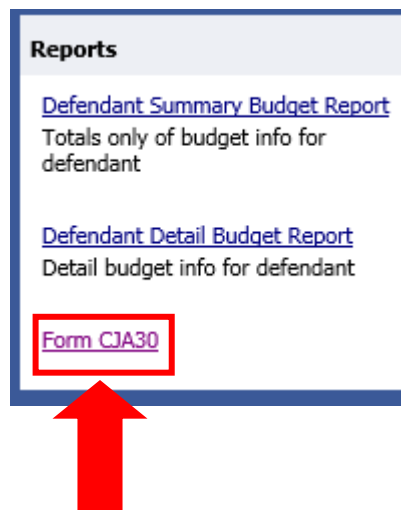 Reports
Defendant Summary Budget Report
Totals only of budget info for
defendant
Defendant Detail Budget Report
Detail budget info for defendant
Form CJA30